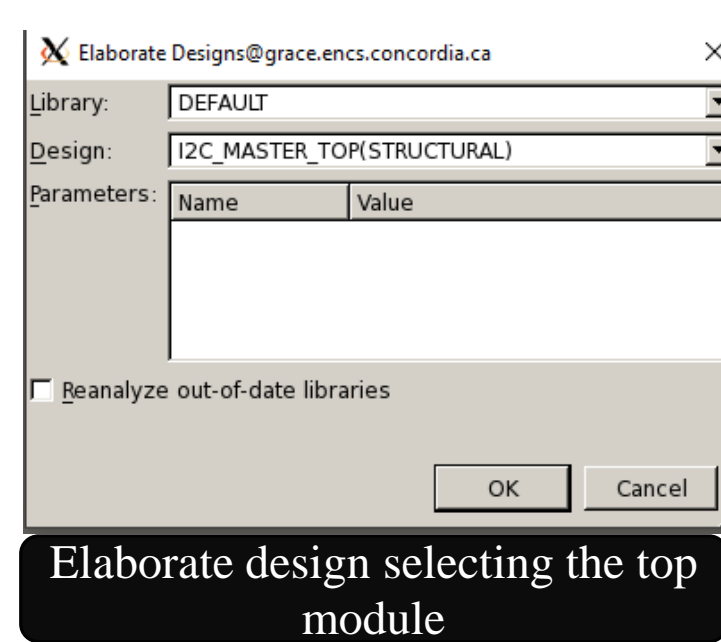 Elaborate Designs@grace.encs.concordia.ca
Library: DEFAULT
Design: I2C_MASTER_TOP(STRUCTURAL)
Parameters: Name Value
Reanalyze out-of-date libraries
OK Cancel
Elaborate design selecting the top
module